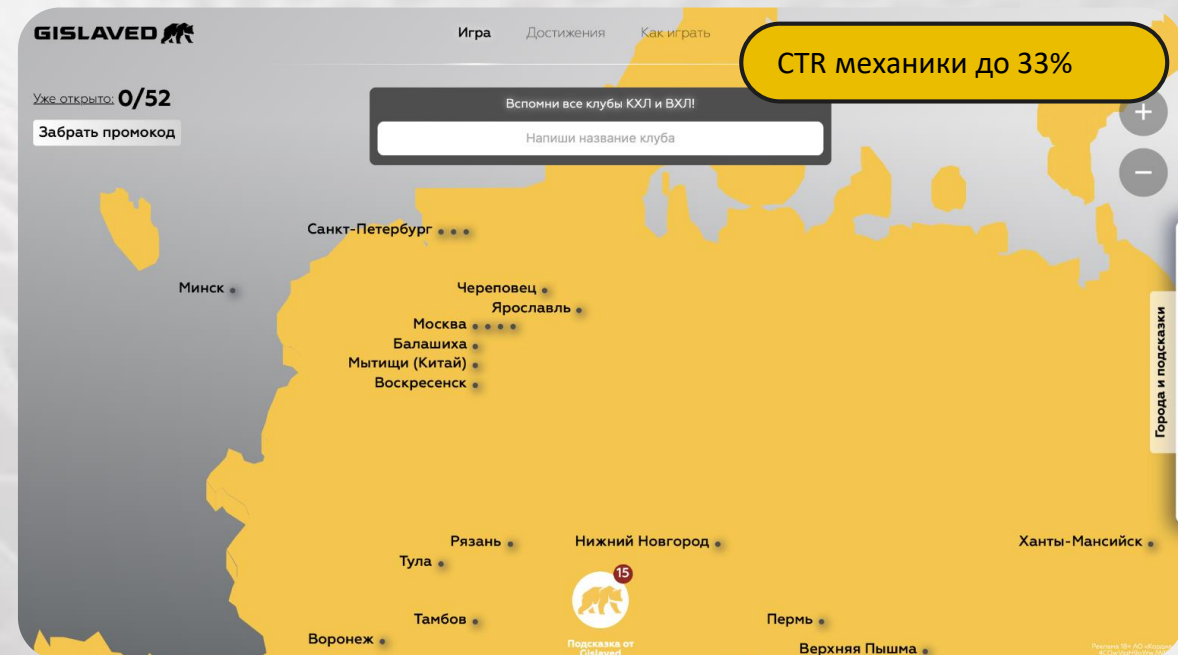 GISLAVED
Игра
Достижения
Как играть
CTR механики до 33%
Уже открыто: 0/52
Забрать промокод
Вспомни все клубы КХЛ и ВХЛ!
Напиши название клуба
+
−
Санкт-Петербург
Минск
Череповец
Ярославль
Москва
Балашиха
Мытищи (Китай)
Воскресенск
Города и подсказки
Рязань
Нижний Новгород
Ханты-Мансийск
Тула
15
Тамбов
Пермь
Воронеж
Подсказка от
Gislaved
Верхняя Пышма